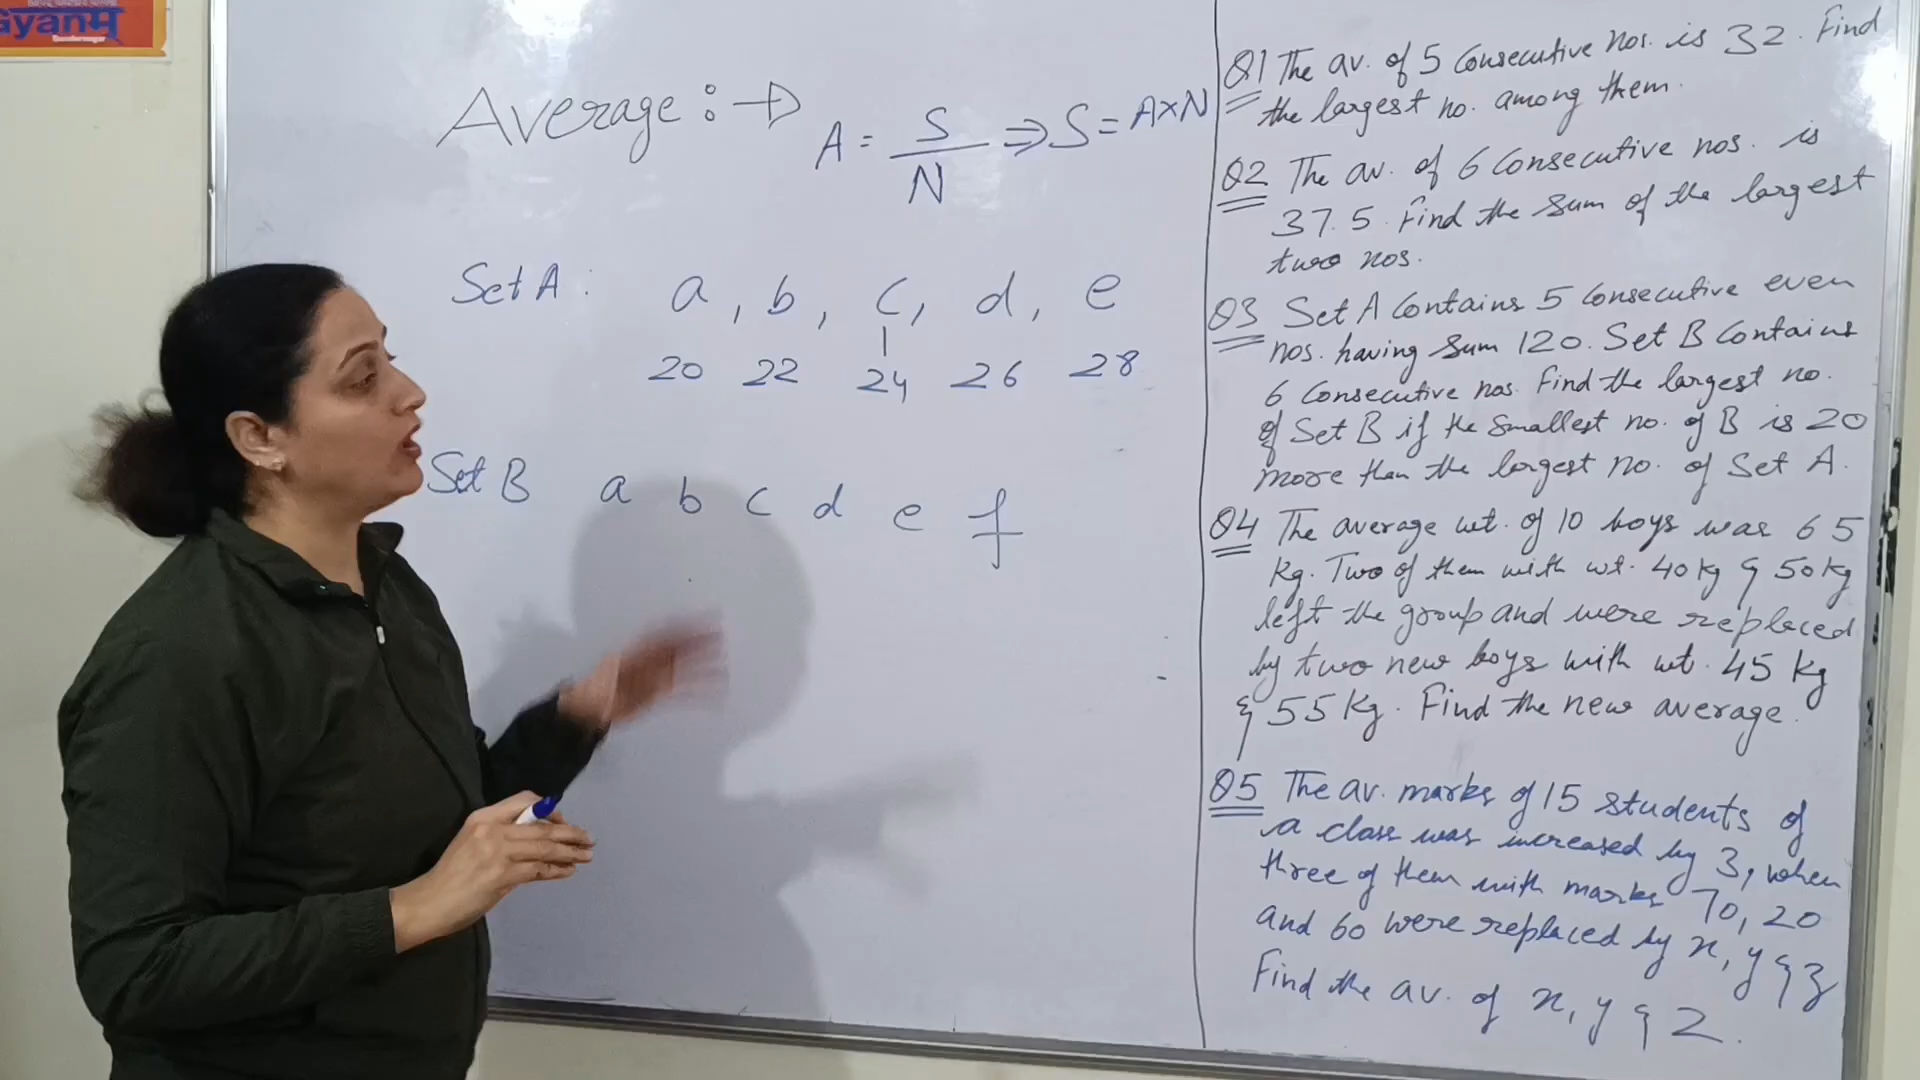 Gyanम
Average :→ A = S/N ⇒ S = A×N
Set A : a, b, c, d, e
20 22 24 26 28
Set B a b c d e f
Q1 The av. of 5 Consecutive nos. is 32. Find
the largest no. among them.
Q2 The av. of 6 Consecutive nos. is
37.5. Find the sum of the largest
two nos.
Q3 Set A Contains 5 Consecutive even
nos. having sum 120. Set B Contains
6 Consecutive nos. Find the largest no.
of Set B if the smallest no. of B is 20
more than the largest no. of Set A.
Q4 The average wt. of 10 boys was 65
kg. Two of them with wt. 40kg & 50kg
left the group and were replaced
by two new boys with wt. 45 kg
& 55 kg. Find the new average.
Q5 The av. marks of 15 students of
a class was increased by 3, when
three of them with marks 70, 20
and 60 were replaced by x, y & z
Find the av. of x, y & z.